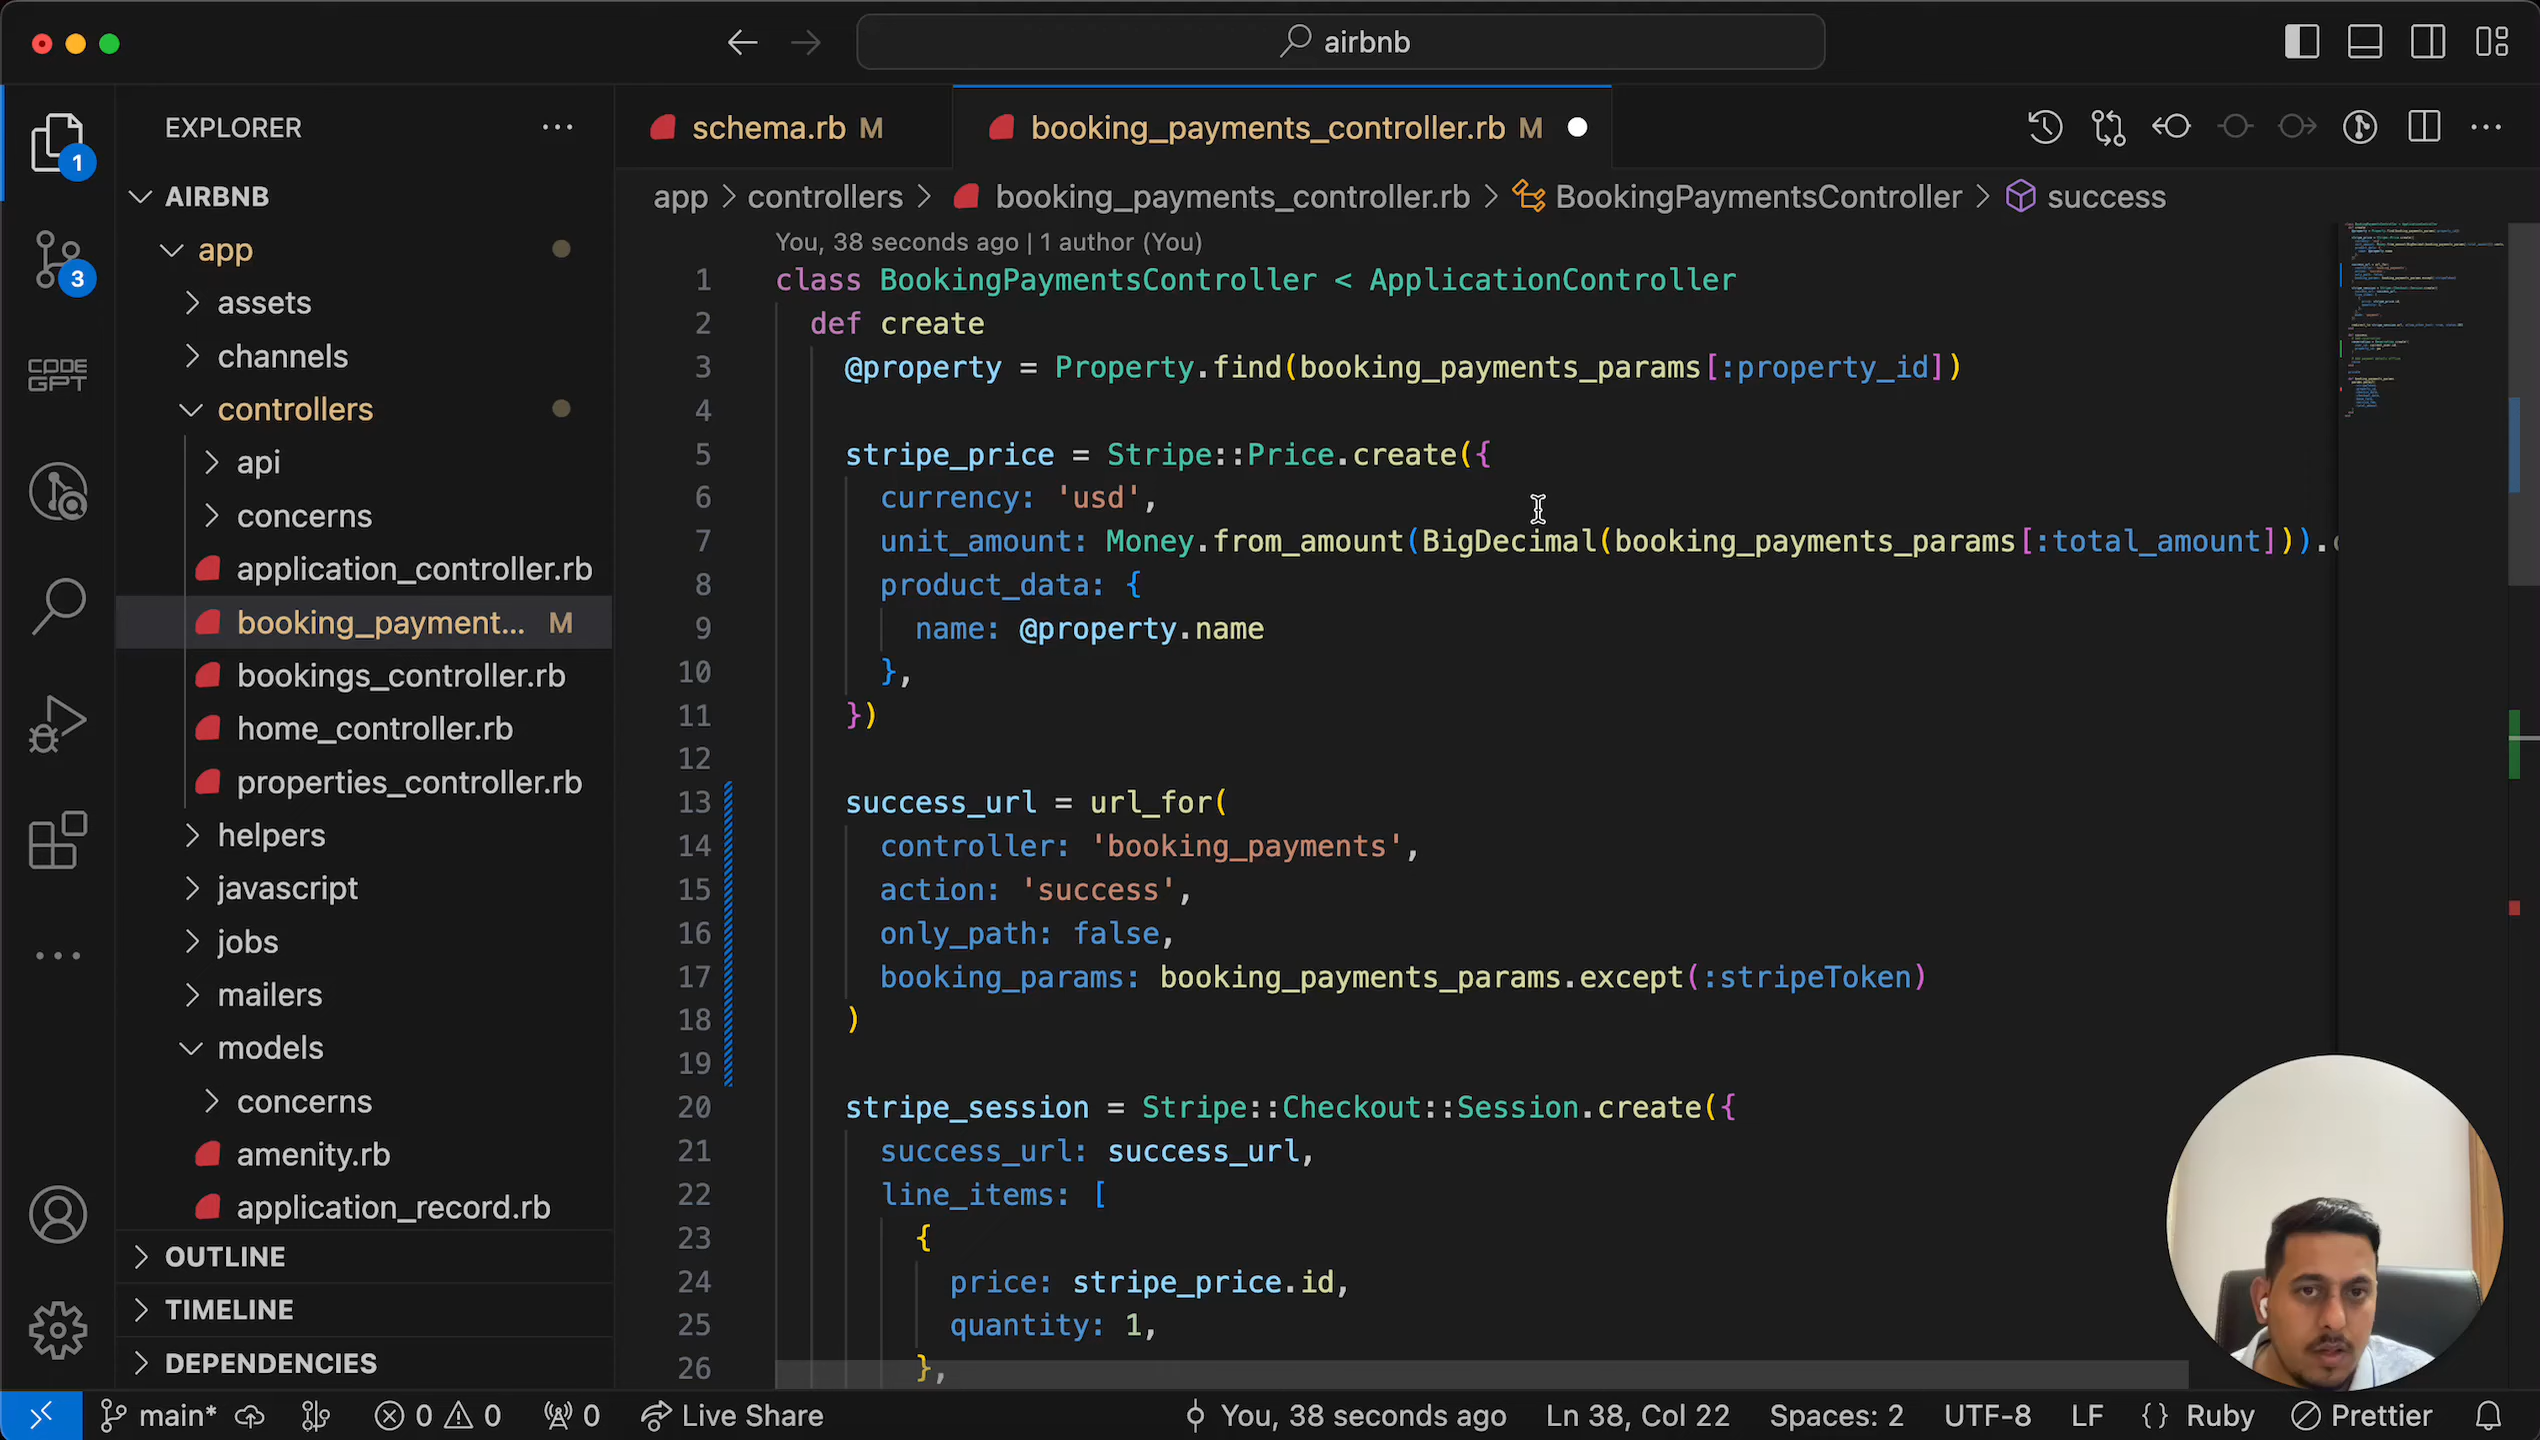 airbnb
EXPLORER
schema.rb M
booking_payments_controller.rb M
1
AIRBNB
app > controllers > booking_payments_controller.rb > BookingPaymentsController > success
app
You, 38 seconds ago | 1 author (You)
3
assets
channels
CODE
GPT
controllers
api
concerns
application_controller.rb
booking_payment... M
bookings_controller.rb
home_controller.rb
properties_controller.rb
helpers
javascript
jobs
mailers
models
concerns
amenity.rb
application_record.rb
OUTLINE
TIMELINE
DEPENDENCIES
1 class BookingPaymentsController < ApplicationController
2 def create
3 @property = Property.find(booking_payments_params[:property_id])
4
5 stripe_price = Stripe::Price.create({
6 currency: 'usd',
7 unit_amount: Money.from_amount(BigDecimal(booking_payments_params[:total_amount])).
8 product_data: {
9 name: @property.name
10 },
11 })
12
13 success_url = url_for(
14 controller: 'booking_payments',
15 action: 'success',
16 only_path: false,
17 booking_params: booking_payments_params.except(:stripeToken)
18 )
19
20 stripe_session = Stripe::Checkout::Session.create({
21 success_url: success_url,
22 line_items: [
23 {
24 price: stripe_price.id,
25 quantity: 1,
26 },
main* 0 0 0 Live Share You, 38 seconds ago Ln 38, Col 22 Spaces: 2 UTF-8 LF {} Ruby Prettier